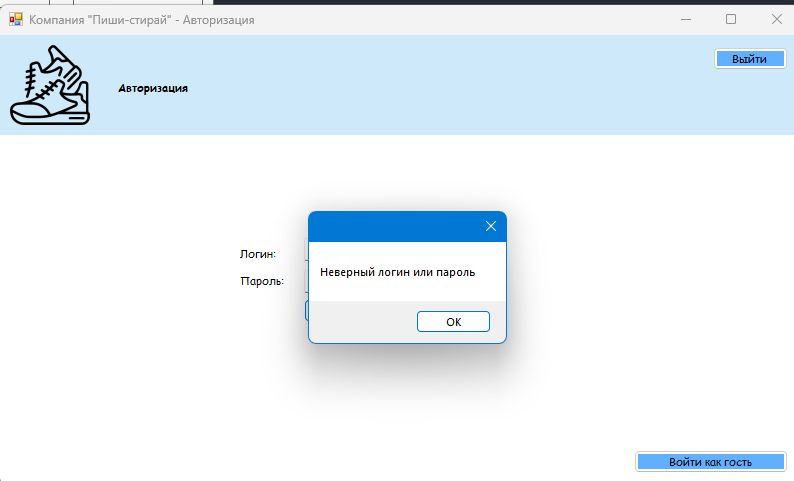 Компания "Пиши-стирай" - Авторизация
Выйти
Авторизация
Логин:
Неверный логин или пароль
Пароль:
OK
Войти как гость